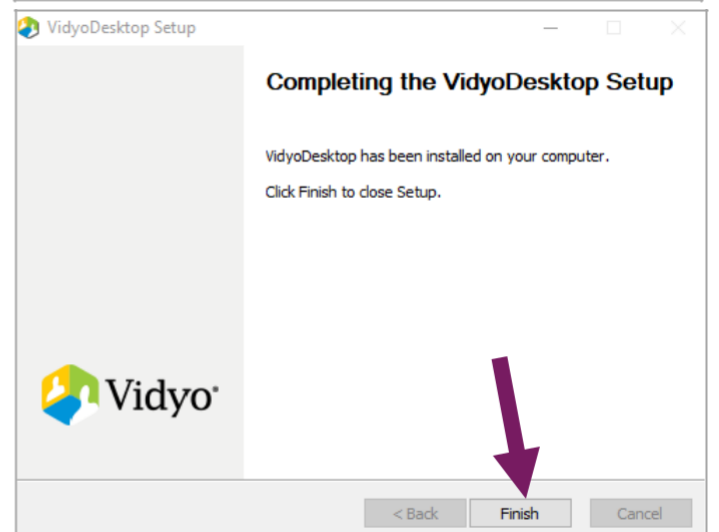 VidyoDesktop Setup
Completing the VidyoDesktop Setup
VidyoDesktop has been installed on your computer.
Click Finish to close Setup.
Vidyo
< Back
Finish
Cancel